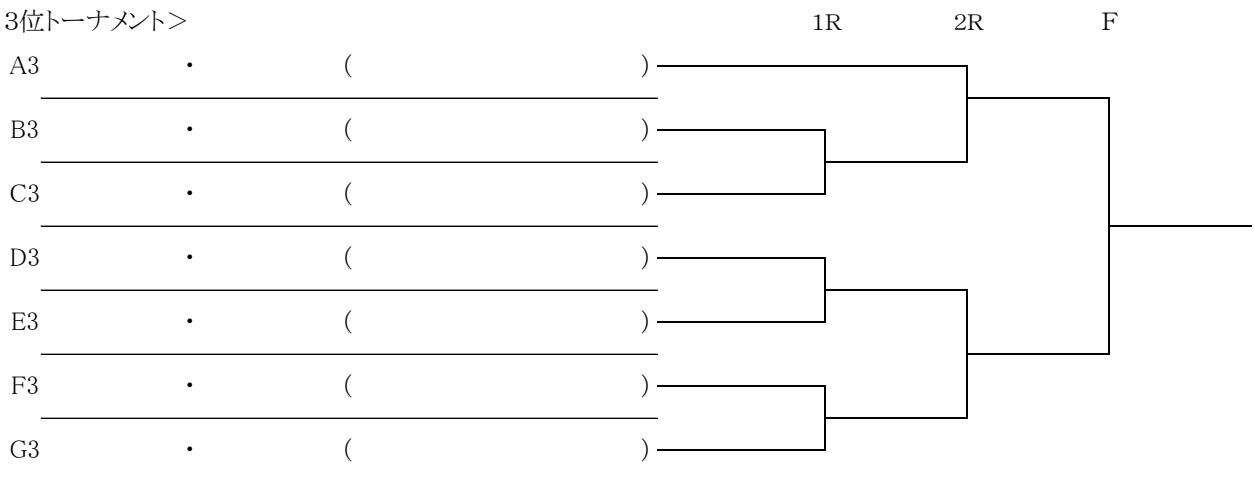 3位トーナメント＞ 1R 2R F
A3 ・ ( )
B3 ・ ( )
C3 ・ ( )
D3 ・ ( )
E3 ・ ( )
F3 ・ ( )
G3 ・ ( )